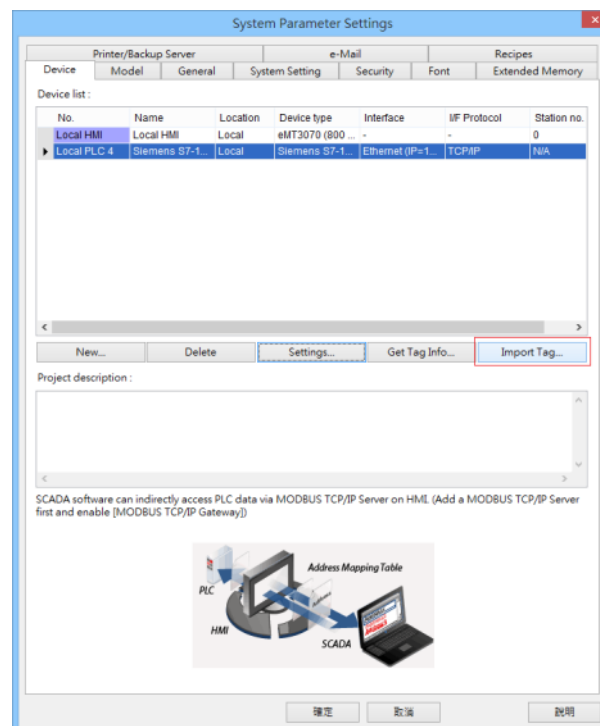 System Parameter Settings
Printer/Backup Server e-Mail Recipes
Device Model General System Setting Security Font Extended Memory
Device list :
No. Name Location Device type Interface I/F Protocol Station no.
Local HMI Local HMI Local eMT3070 (800 ... - - 0
Local PLC 4 Siemens S7-1... Local Siemens S7-1... Ethernet (IP=1... TCP/IP N/A
New... Delete Settings... Get Tag Info... Import Tag...
Project description :
SCADA software can indirectly access PLC data via MODBUS TCP/IP Server on HMI. (Add a MODBUS TCP/IP Server
first and enable [MODBUS TCP/IP Gateway])
Address Mapping Table
PLC
HMI
SCADA
確定 取消 說明